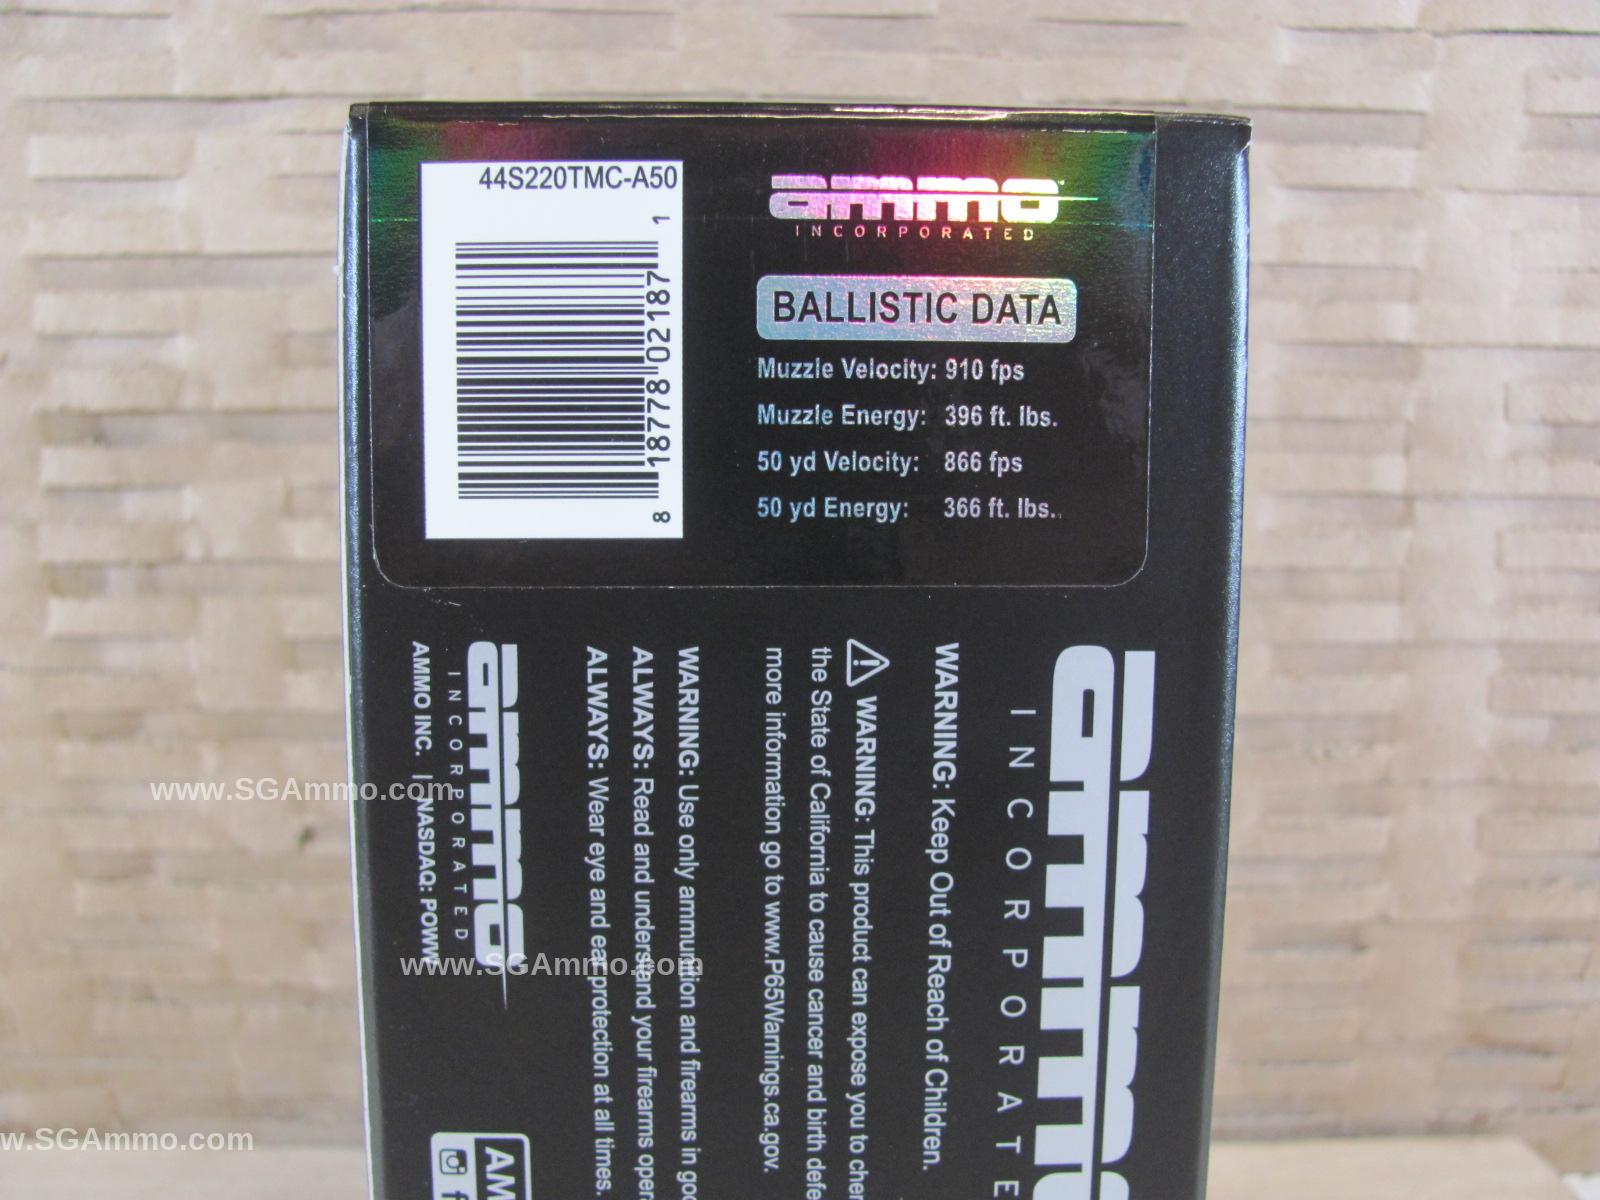 44S220TMC-A50
8 18778 02187 1
ammo
INCORPORATED
BALLISTIC DATA
Muzzle Velocity: 910 fps
Muzzle Energy: 396 ft. lbs.
50 yd Velocity: 866 fps
50 yd Energy: 366 ft. lbs.
ammo
INCORPORATE
WARNING: Keep Out of Reach of Children.
⚠ WARNING: This product can expose you to
the State of California to cause cancer and birth
more information go to www.P65Warnings.ca.gov.
WARNING: Use only ammunition and firearms in
ALWAYS: Read and understand your firearms
ALWAYS: Wear eye and ear protection at all times.
ammo
INCORPORATED
AMMO INC. | NASDAQ: POWW
AM
f
www.SGAmmo.com
www.SGAmmo.com
w.SGAmmo.com